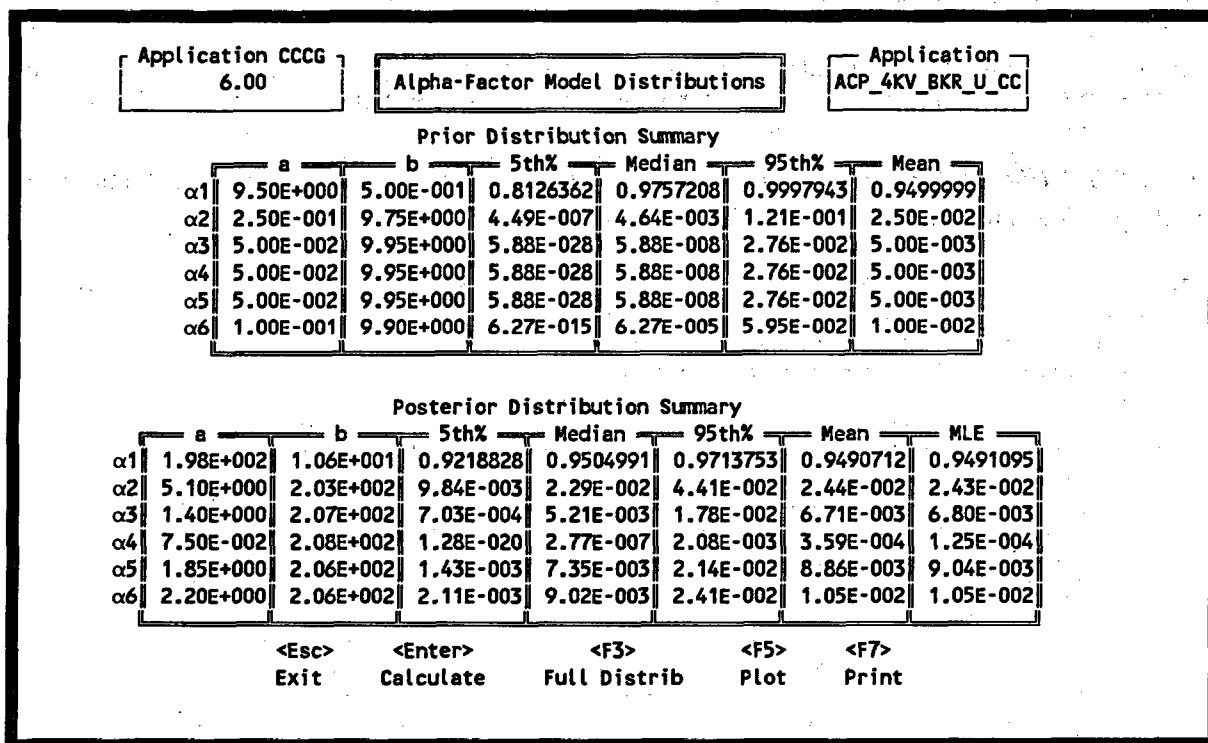 Application CCCG
6.00
Alpha-Factor Model Distributions
Application
ACP_4KV_BKR_U_CC
Prior Distribution Summary
a b 5th% Median 95th% Mean
α1 9.50E+000 5.00E-001 0.8126362 0.9757208 0.9997943 0.9499999
α2 2.50E-001 9.75E+000 4.49E-007 4.64E-003 1.21E-001 2.50E-002
α3 5.00E-002 9.95E+000 5.88E-028 5.88E-008 2.76E-002 5.00E-003
α4 5.00E-002 9.95E+000 5.88E-028 5.88E-008 2.76E-002 5.00E-003
α5 5.00E-002 9.95E+000 5.88E-028 5.88E-008 2.76E-002 5.00E-003
α6 1.00E-001 9.90E+000 6.27E-015 6.27E-005 5.95E-002 1.00E-002
Posterior Distribution Summary
a b 5th% Median 95th% Mean MLE
α1 1.98E+002 1.06E+001 0.9218828 0.9504991 0.9713753 0.9490712 0.9491095
α2 5.10E+000 2.03E+002 9.84E-003 2.29E-002 4.41E-002 2.44E-002 2.43E-002
α3 1.40E+000 2.07E+002 7.03E-004 5.21E-003 1.78E-002 6.71E-003 6.80E-003
α4 7.50E-002 2.08E+002 1.28E-020 2.77E-007 2.08E-003 3.59E-004 1.25E-004
α5 1.85E+000 2.06E+002 1.43E-003 7.35E-003 2.14E-002 8.86E-003 9.04E-003
α6 2.20E+000 2.06E+002 2.11E-003 9.02E-003 2.41E-002 1.05E-002 1.05E-002
<Esc> <Enter> <F3> <F5> <F7>
Exit Calculate Full Distrib Plot Print